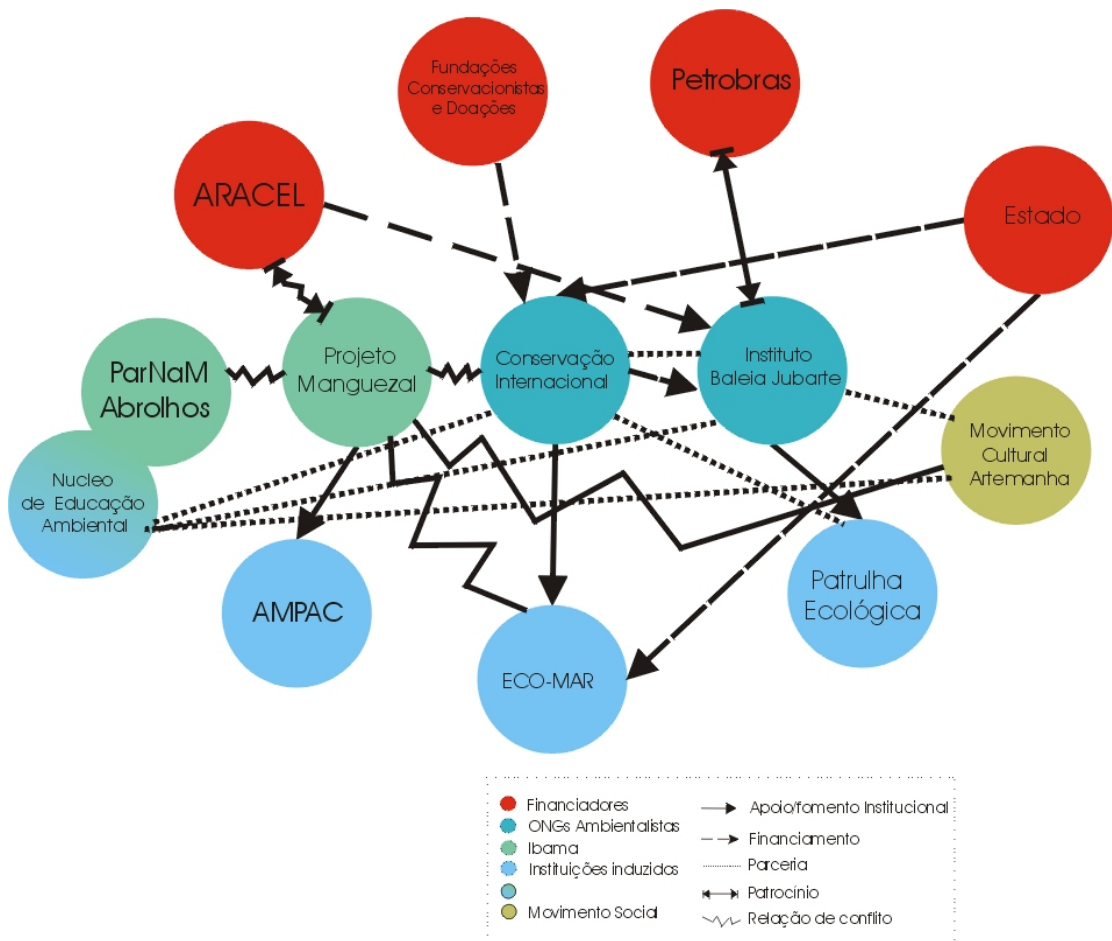 Fundações
Conservacionistas
e Doações
Petrobras
ARACEL
Estado
ParNaM
Abrolhos
Projeto
Manguezal
Conservação
Internacional
Instituto
Baleia Jubarte
Movimento
Cultural
Artemanha
Nucleo
de Educação
Ambiental
AMPAC
ECO-MAR
Patrulha
Ecológica
Financiadores
ONGs Ambientalistas
Ibama
Instituições induzidos
Movimento Social
Apoio/fomento Institucional
Financiamento
Parceria
Patrocínio
Relação de conflito